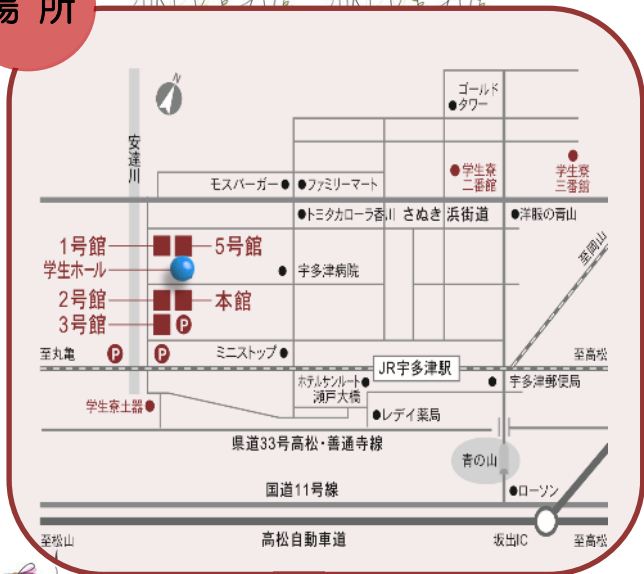 場 所
N
ゴールド
タワー
安達川
学生寮
二番館
学生寮
三番館
モスバーガー
ファミリーマート
トミタカローラ香川
さぬき浜街道
洋服の青山
1号館
5号館
至岡山
学生ホール
宇多津病院
2号館
本館
3号館
P
至丸亀
P
P
ミニストップ
JR宇多津駅
至高松
ホテルサンルート
瀬戸大橋
宇多津郵便局
学生寮土器
レデイ薬局
県道33号高松・善通寺線
青の山
国道11号線
ローソン
至松山
高松自動車道
坂出IC
至高松